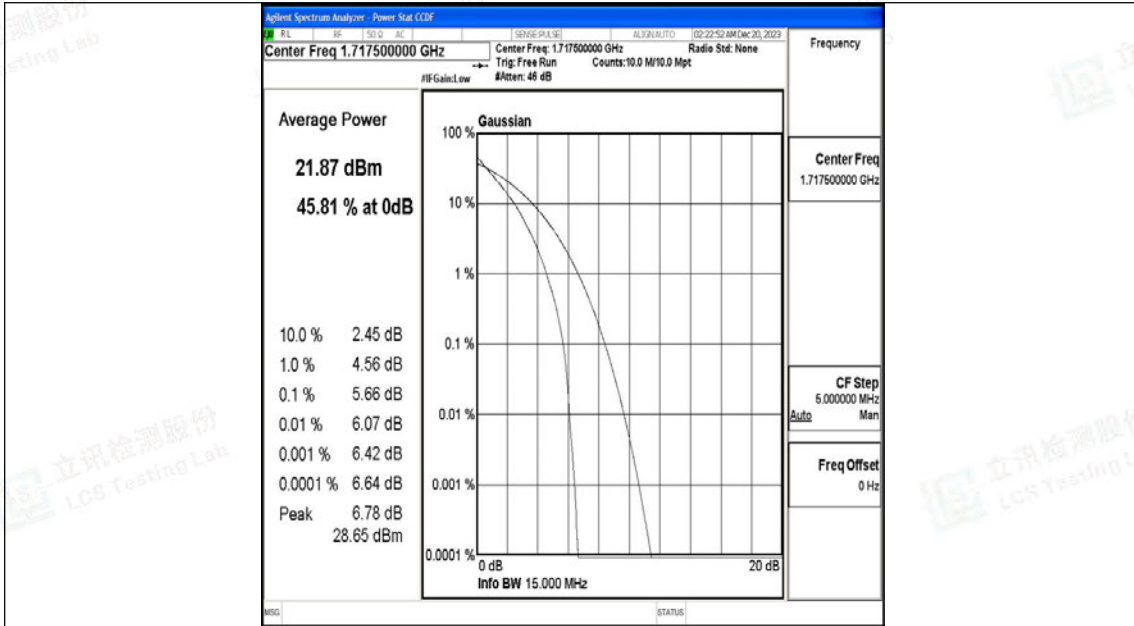 Agilent Spectrum Analyzer - Power Stat CCDF
RL RF 50 Ω AC SENSE:PULSE ALIGNAUTO 02:22:52 AM Dec 20, 2023
Center Freq 1.717500000 GHz
Center Freq: 1.717500000 GHz Radio Std: None
Trig: Free Run Counts:10.0 M/10.0 Mpt
#IFGain:Low #Atten: 46 dB
Frequency
Average Power
21.87 dBm
45.81 % at 0dB
10.0 % 2.45 dB
1.0 % 4.56 dB
0.1 % 5.66 dB
0.01 % 6.07 dB
0.001 % 6.42 dB
0.0001 % 6.64 dB
Peak 6.78 dB
28.65 dBm
Gaussian
100 %
10 %
1 %
0.1 %
0.01 %
0.001 %
0.0001 %
0 dB 20 dB
Info BW 15.000 MHz
Center Freq
1.717500000 GHz
CF Step
5.000000 MHz
Auto Man
Freq Offset
0 Hz
MSG STATUS
立讯检测股份
LCS Testing Lab
立讯检测股份
LCS Testing